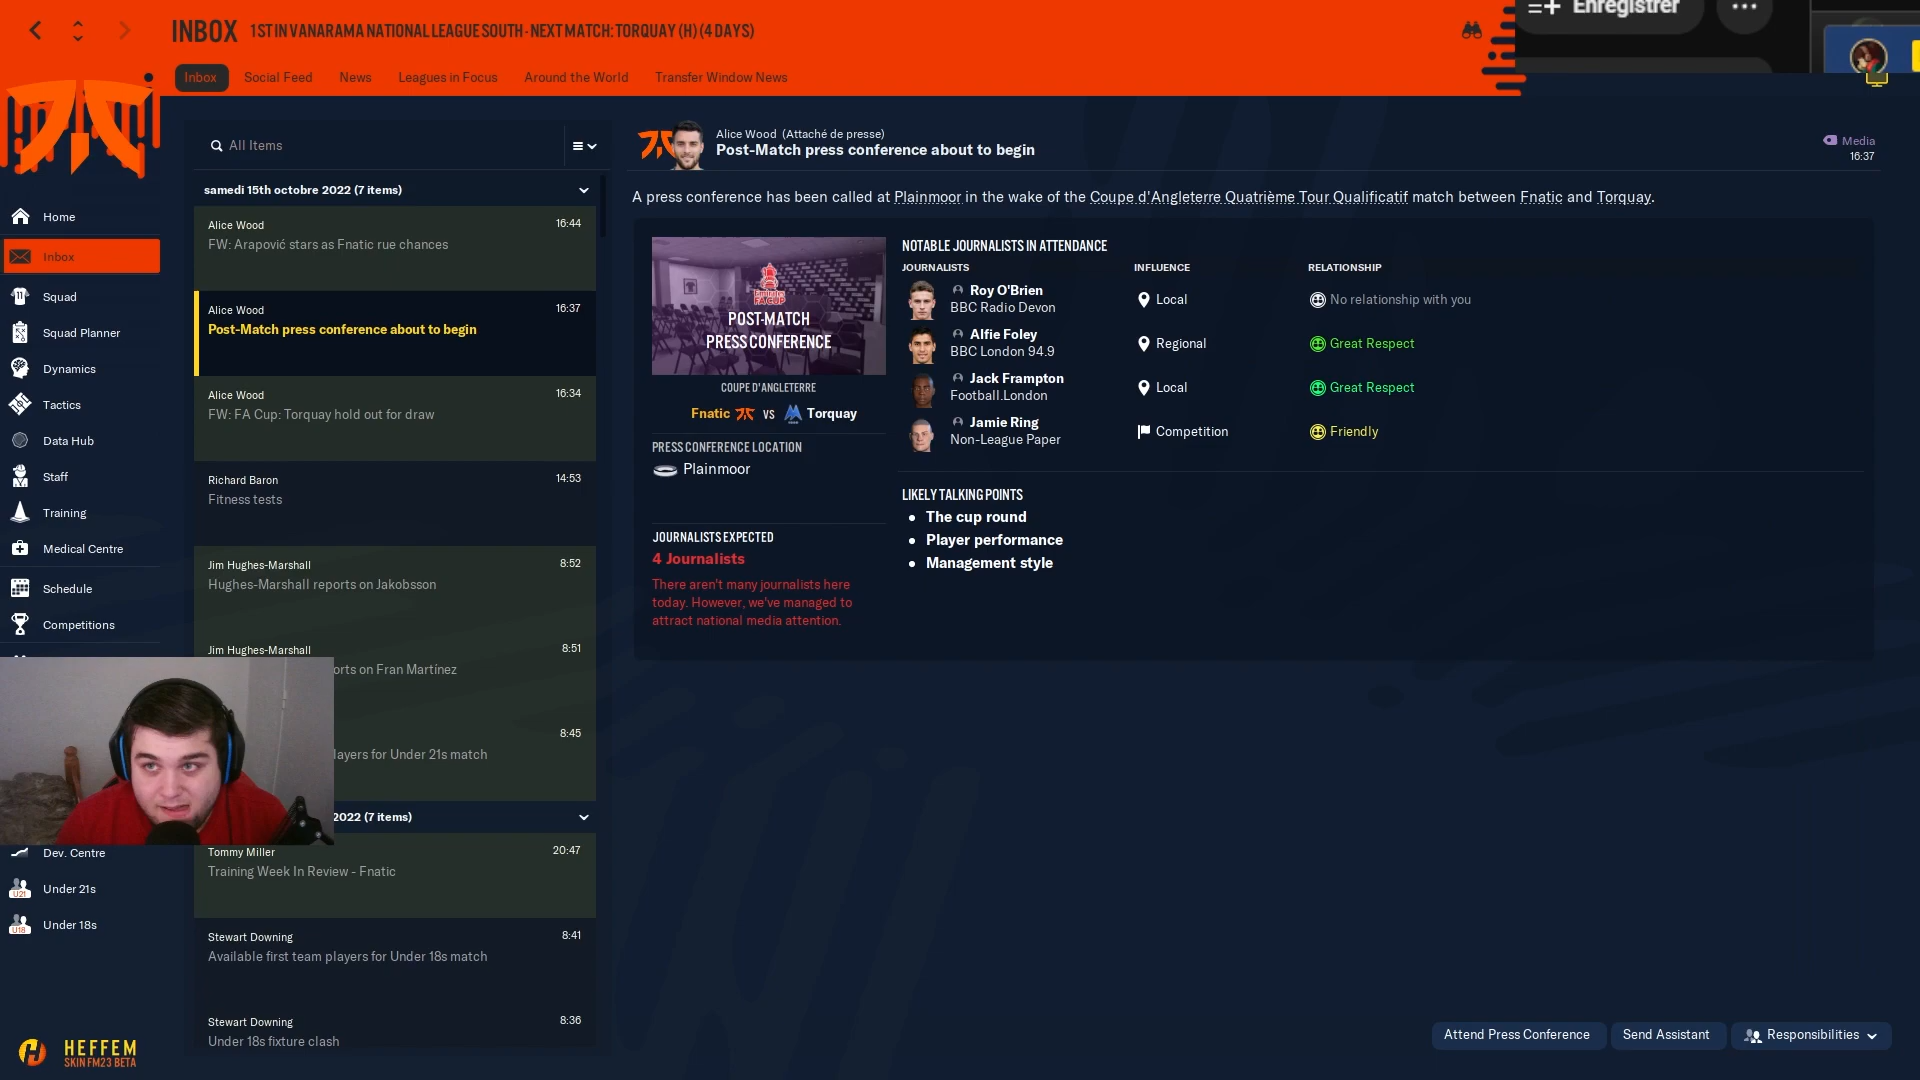 INBOX 1ST IN VANARAMA NATIONAL LEAGUE SOUTH · NEXT MATCH: TORQUAY (H) (4 DAYS)
Enregistrer
Inbox Social Feed News Leagues in Focus Around the World Transfer Window News
Home
Inbox
Squad
Squad Planner
Dynamics
Tactics
Data Hub
Staff
Training
Medical Centre
Schedule
Competitions
Dev. Centre
U21 Under 21s
U18 Under 18s
HEFFEM
SKIN FM23 BETA
All Items
samedi 15th octobre 2022 (7 items)
Alice Wood 16:44
FW: Arapović stars as Fnatic rue chances
Alice Wood 16:37
Post-Match press conference about to begin
Alice Wood 16:34
FW: FA Cup: Torquay hold out for draw
Richard Baron 14:53
Fitness tests
Jim Hughes-Marshall 8:52
Hughes-Marshall reports on Jakobsson
Jim Hughes-Marshall 8:51
orts on Fran Martínez
8:45
layers for Under 21s match
2022 (7 items)
Tommy Miller 20:47
Training Week In Review - Fnatic
Stewart Downing 8:41
Available first team players for Under 18s match
Stewart Downing 8:36
Under 18s fixture clash
Alice Wood (Attaché de presse)
Post-Match press conference about to begin
Media
16:37
A press conference has been called at Plainmoor in the wake of the Coupe d'Angleterre Quatrième Tour Qualificatif match between Fnatic and Torquay.
Emirates
FA CUP
POST-MATCH
PRESS CONFERENCE
COUPE D'ANGLETERRE
Fnatic VS Torquay
PRESS CONFERENCE LOCATION
Plainmoor
JOURNALISTS EXPECTED
4 Journalists
There aren't many journalists here
today. However, we've managed to
attract national media attention.
NOTABLE JOURNALISTS IN ATTENDANCE
JOURNALISTS INFLUENCE RELATIONSHIP
Roy O'Brien
BBC Radio Devon
Local No relationship with you
Alfie Foley
BBC London 94.9
Regional Great Respect
Jack Frampton
Football.London
Local Great Respect
Jamie Ring
Non-League Paper
Competition Friendly
LIKELY TALKING POINTS
• The cup round
• Player performance
• Management style
Attend Press Conference Send Assistant Responsibilities